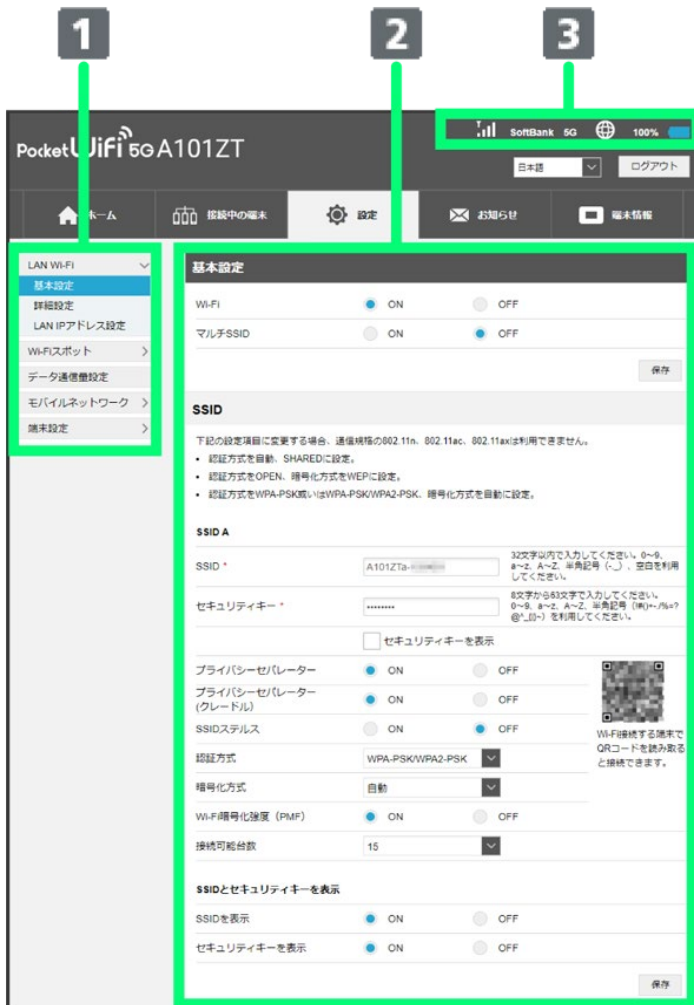 1 2 3
SoftBank 5G 100%
Pocket WiFi 5G A101ZT
日本語 ログアウト
ホーム 接続中の端末 設定 お知らせ 端末情報
LAN Wi-Fi
基本設定
詳細設定
LAN IPアドレス設定
Wi-Fiスポット
データ通信量設定
モバイルネットワーク
端末設定
基本設定
Wi-Fi ON OFF
マルチSSID ON OFF
保存
SSID
下記の設定項目に変更する場合、通信規格の802.11n、802.11ac、802.11axは利用できません。
• 認証方式を自動、SHAREDに設定。
• 認証方式をOPEN、暗号化方式をWEPに設定。
• 認証方式をWPA-PSK或いはWPA-PSK/WPA2-PSK、暗号化方式を自動に設定。
SSID A
SSID * A101ZTa-
32文字以内で入力してください。0～9、
a～z、A～Z、半角記号（-._）、空白を利用
してください。
セキュリティキー * ••••••••
8文字から63文字で入力してください。
0～9、a～z、A～Z、半角記号（!#()+-./%=?
@^_{|}~）を利用してください。
セキュリティキーを表示
プライバシーセパレーター ON OFF
プライバシーセパレーター
(クレードル) ON OFF
SSIDステルス ON OFF
Wi-Fi接続する端末で
QRコードを読み取る
と接続できます。
認証方式 WPA-PSK/WPA2-PSK
暗号化方式 自動
Wi-Fi暗号化強度（PMF） ON OFF
接続可能台数 15
SSIDとセキュリティキーを表示
SSIDを表示 ON OFF
セキュリティキーを表示 ON OFF
保存